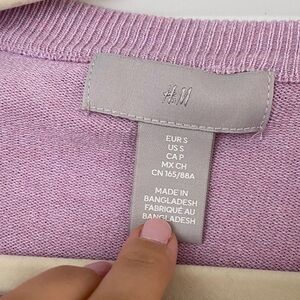 H&M
EUR S
US S
CA P
MX CH
CN 165/88A
MADE IN
BANGLADESH
FABRIQUÉ AU
BANGLADESH